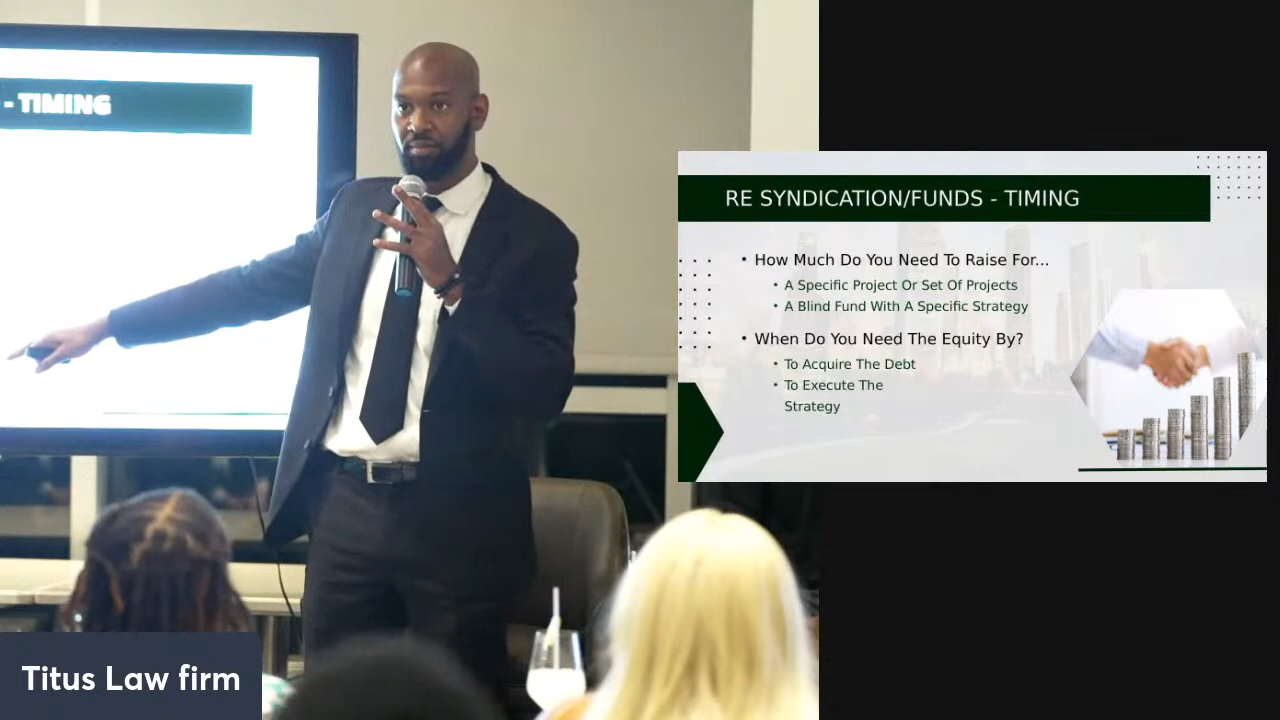 - TIMING
RE SYNDICATION/FUNDS - TIMING
• How Much Do You Need To Raise For...
• A Specific Project Or Set Of Projects
• A Blind Fund With A Specific Strategy
• When Do You Need The Equity By?
• To Acquire The Debt
• To Execute The
Strategy
Titus Law firm